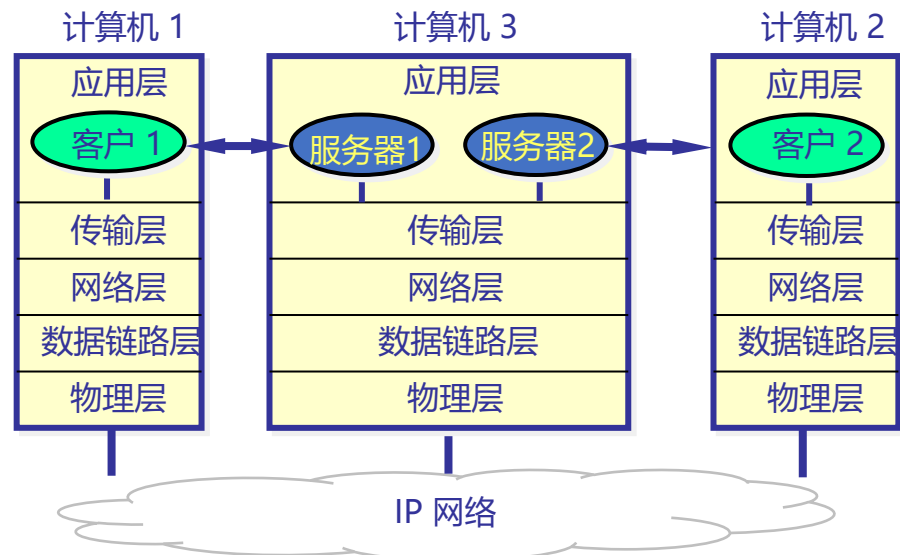 计算机 1
计算机 3
计算机 2
应用层
应用层
应用层
客户 1
服务器1
服务器2
客户 2
传输层
传输层
传输层
网络层
网络层
网络层
数据链路层
数据链路层
数据链路层
物理层
物理层
物理层
IP 网络